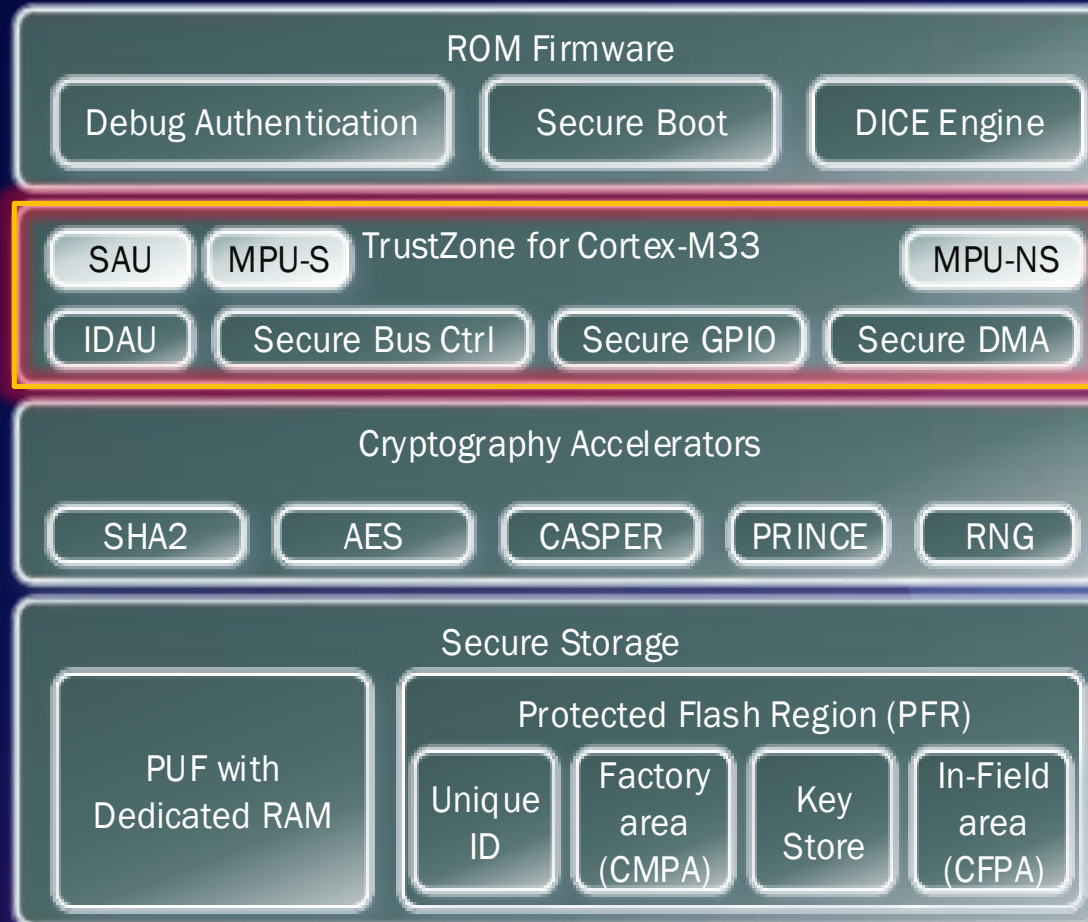 ROM Firmware
Debug Authentication
Secure Boot
DICE Engine
SAU
MPU-S
TrustZone for Cortex-M33
MPU-NS
IDAU
Secure Bus Ctrl
Secure GPIO
Secure DMA
Cryptography Accelerators
SHA2
AES
CASPER
PRINCE
RNG
Secure Storage
PUF with
Dedicated RAM
Protected Flash Region (PFR)
Unique
ID
Factory
area
(CMPA)
Key
Store
In-Field
area
(CFPA)